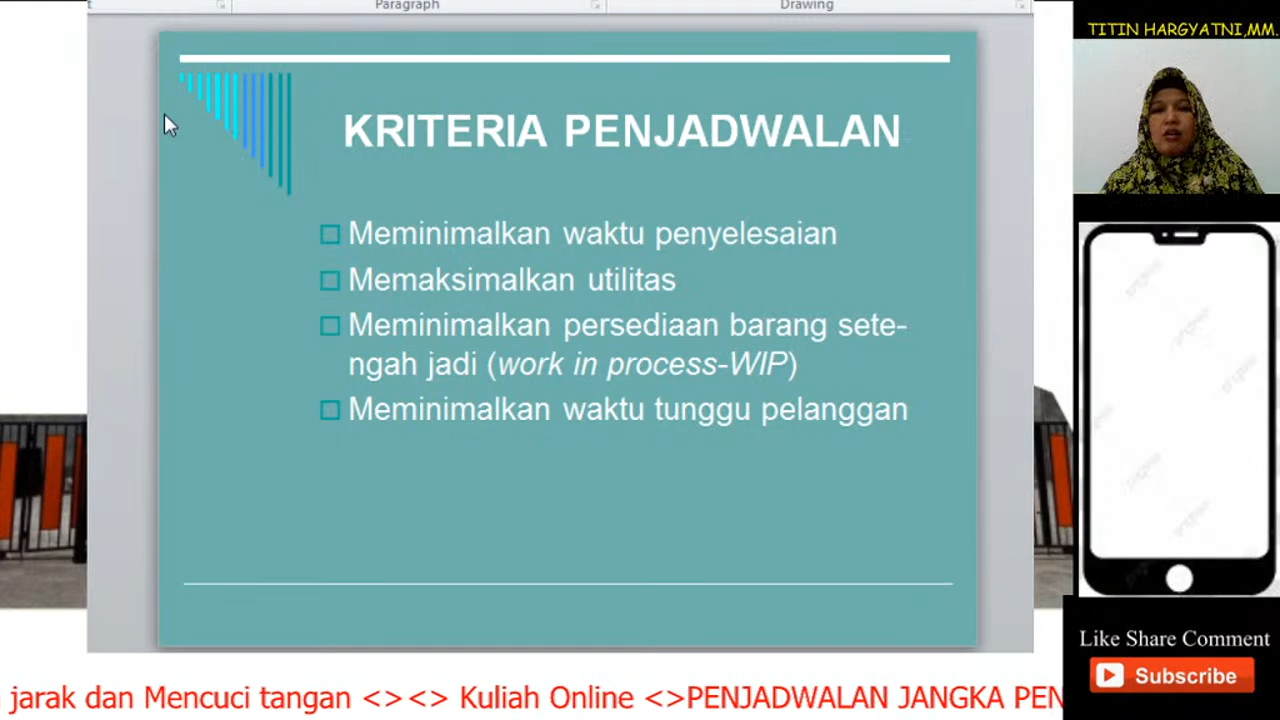 Paragraph
Drawing
TITIN HARGYATNI,MM.
KRITERIA PENJADWALAN
Meminimalkan waktu penyelesaian
Memaksimalkan utilitas
Meminimalkan persediaan barang sete-
ngah jadi (work in process-WIP)
Meminimalkan waktu tunggu pelanggan
Like Share Comment
Subscribe
jarak dan Mencuci tangan <><> Kuliah Online <>PENJADWALAN JANGKA PEN